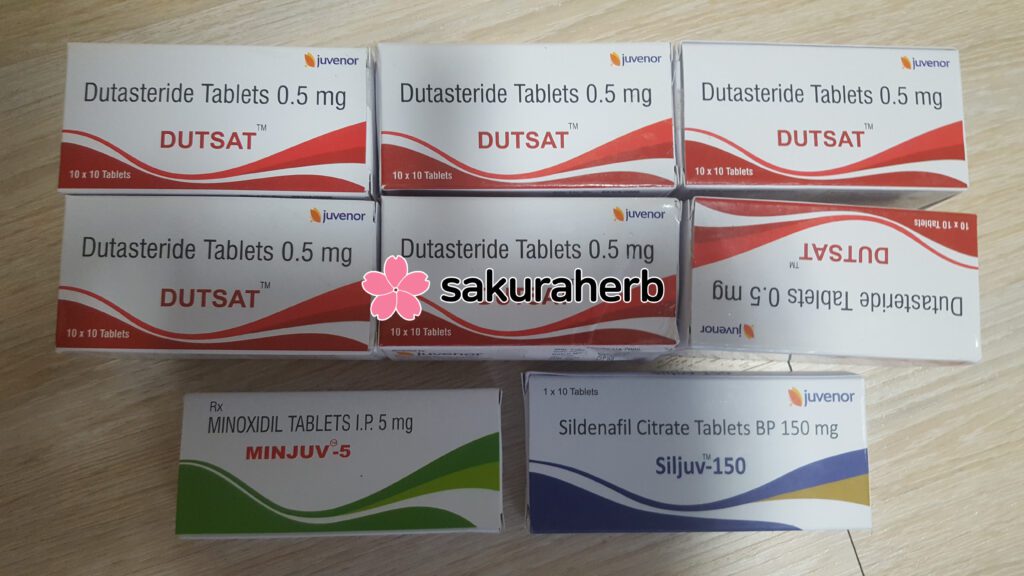 juvenor
Dutasteride Tablets 0.5 mg
DUTSAT™
10 x 10 Tablets
juvenor
Dutasteride Tablets 0.5 mg
DUTSAT™
10 x 10 Tablets
juvenor
Dutasteride Tablets 0.5 mg
DUTSAT™
10 x 10 Tablets
juvenor
Dutasteride Tablets 0.5 mg
DUTSAT™
10 x 10 Tablets
juvenor
Dutasteride Tablets 0.5 mg
10 x 10 Tablets
juvenor
sakuraherb
juvenor
Dutasteride Tablets 0.5 mg
DUTSAT™
10 x 10 Tablets
Rx
MINOXIDIL TABLETS I.P. 5 mg
MINJUV™-5
1 x 10 Tablets
juvenor
Sildenafil Citrate Tablets BP 150 mg
Siljuv™-150